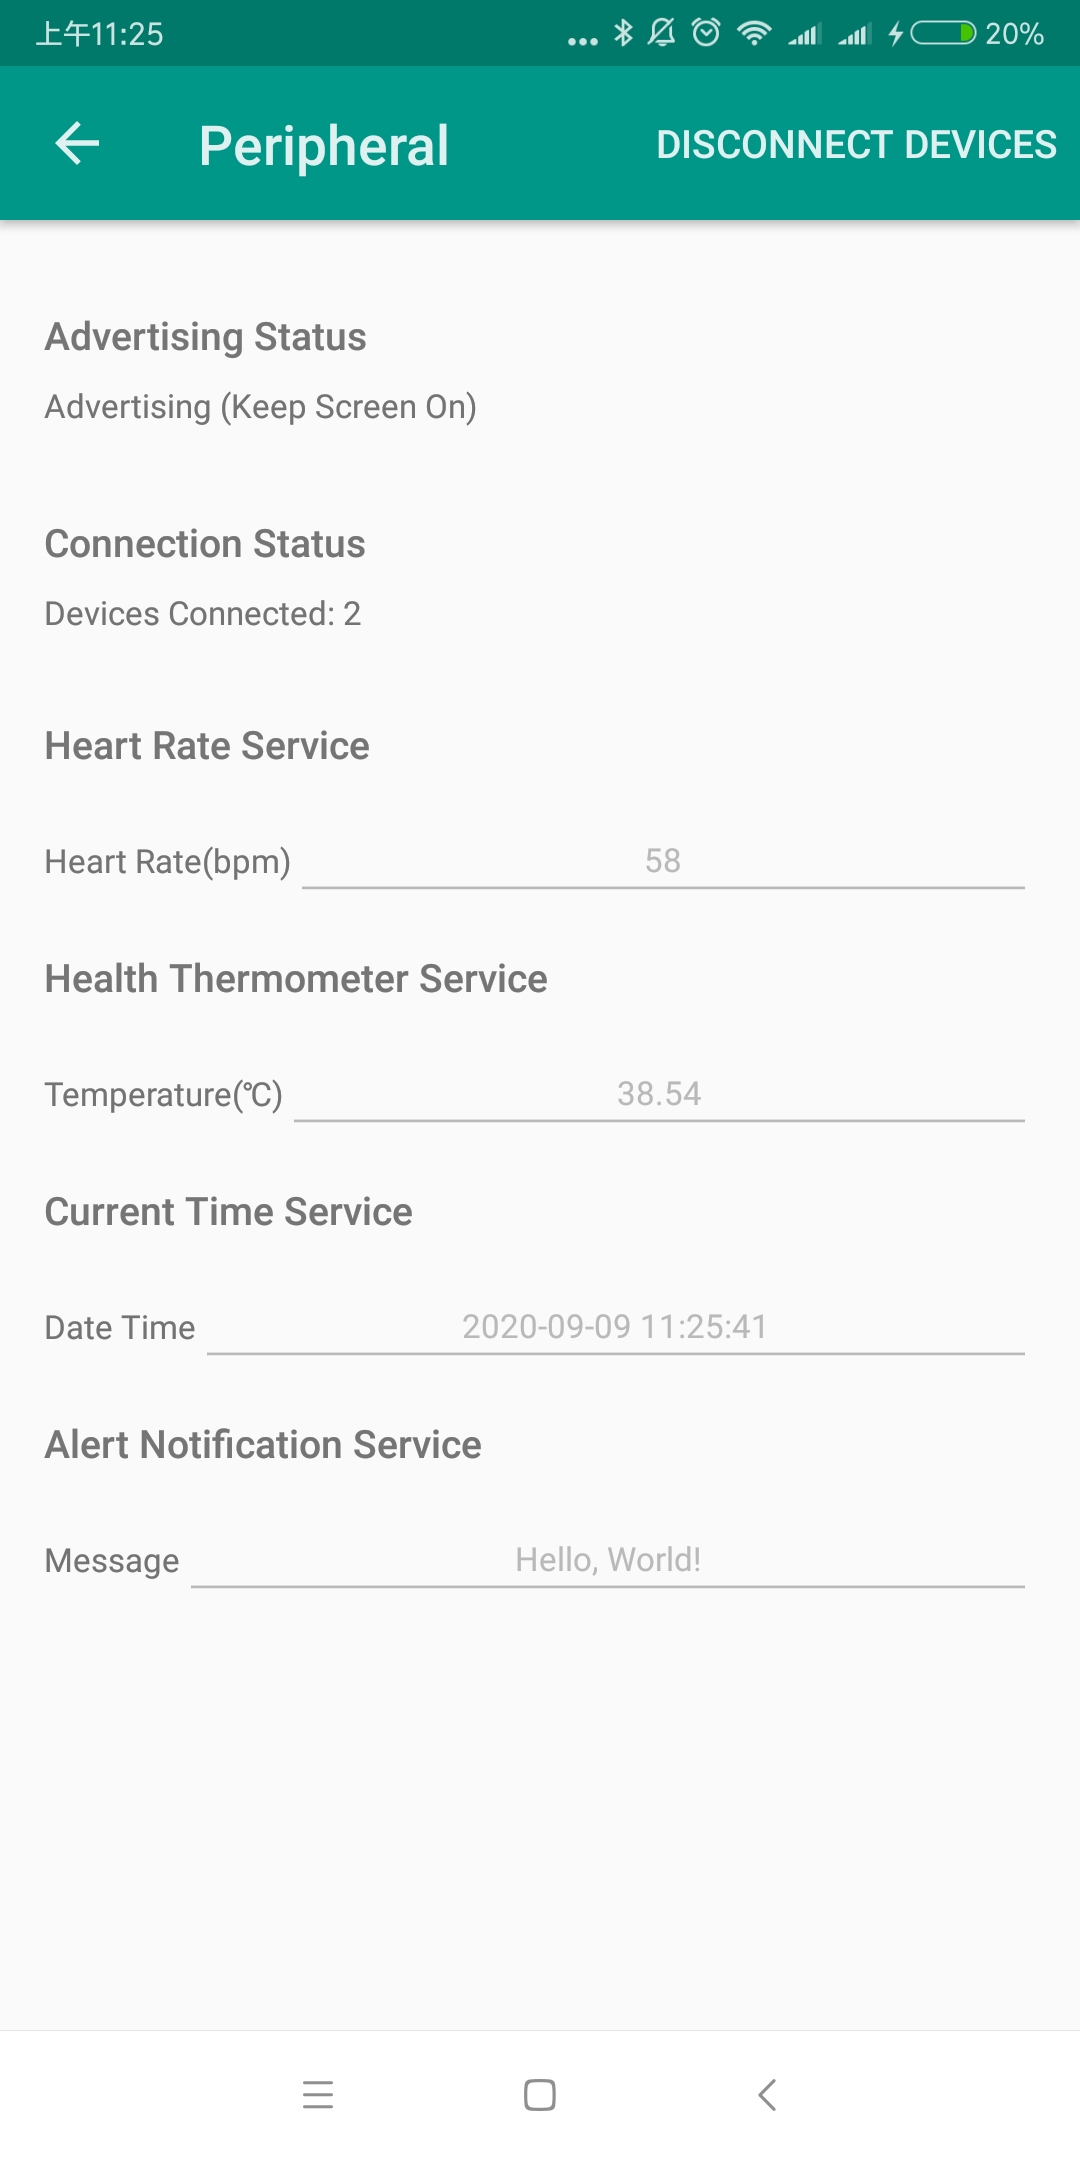 上午11:25
20%
Peripheral
DISCONNECT DEVICES
Advertising Status
Advertising (Keep Screen On)
Connection Status
Devices Connected: 2
Heart Rate Service
Heart Rate(bpm) 58
Health Thermometer Service
Temperature(℃) 38.54
Current Time Service
Date Time 2020-09-09 11:25:41
Alert Notification Service
Message Hello, World!